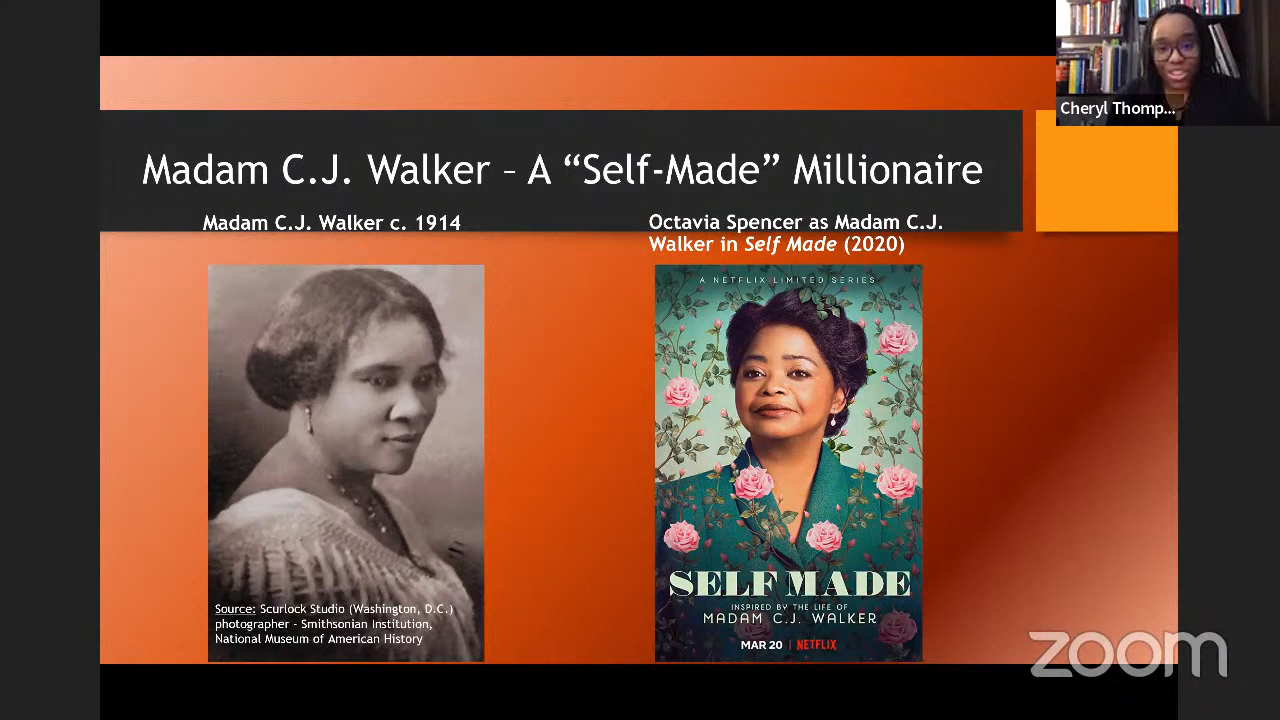 Cheryl Thomp...
Madam C.J. Walker – A “Self-Made” Millionaire
Madam C.J. Walker c. 1914
Octavia Spencer as Madam C.J.
Walker in Self Made (2020)
Source: Scurlock Studio (Washington, D.C.)
photographer - Smithsonian Institution,
National Museum of American History
A NETFLIX LIMITED SERIES
SELF MADE
INSPIRED BY THE LIFE OF
MADAM C.J. WALKER
MAR 20 | NETFLIX
zoom